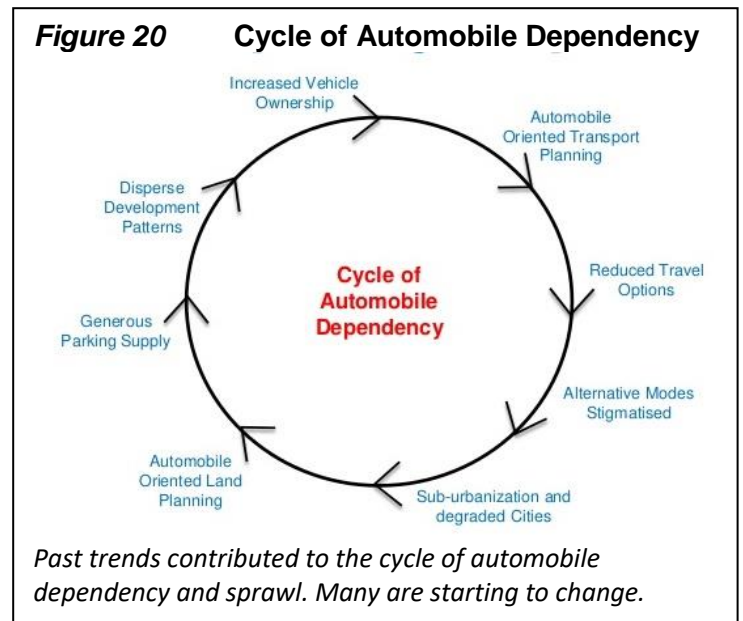 Figure 20 Cycle of Automobile Dependency
Increased Vehicle
Ownership
Automobile
Oriented Transport
Planning
Reduced Travel
Options
Alternative Modes
Stigmatised
Sub-urbanization and
degraded Cities
Automobile
Oriented Land
Planning
Generous
Parking Supply
Disperse
Development
Patterns
Cycle of
Automobile
Dependency
Past trends contributed to the cycle of automobile
dependency and sprawl. Many are starting to change.